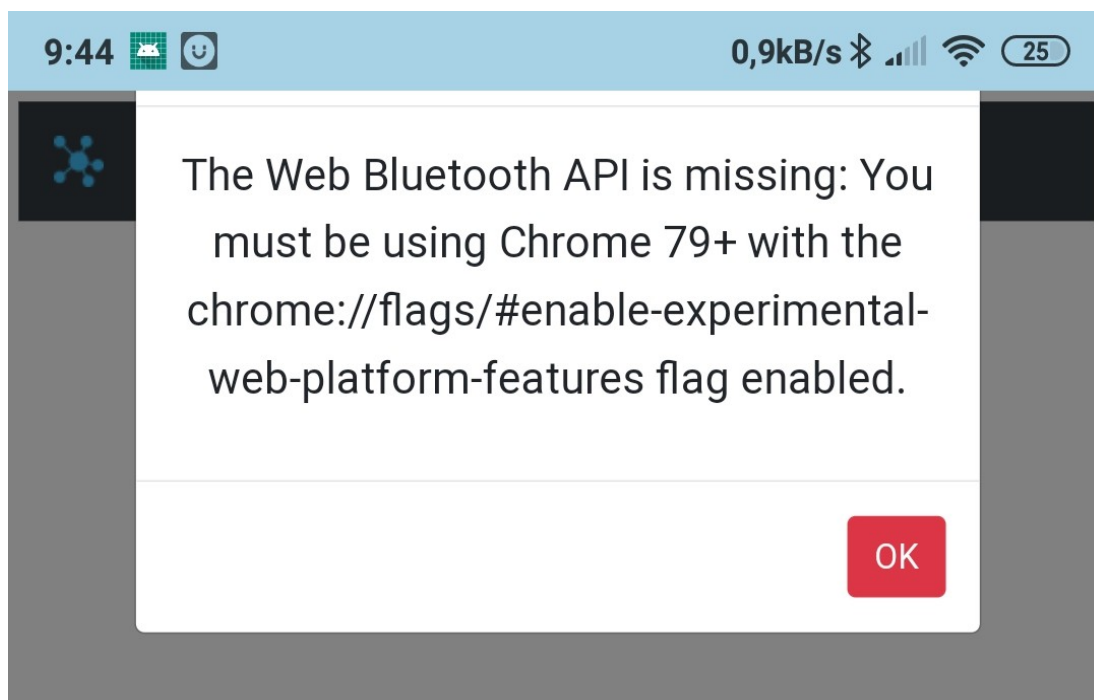 9:44 0,9kB/s 25
The Web Bluetooth API is missing: You
must be using Chrome 79+ with the
chrome://flags/#enable-experimental-
web-platform-features flag enabled.
OK